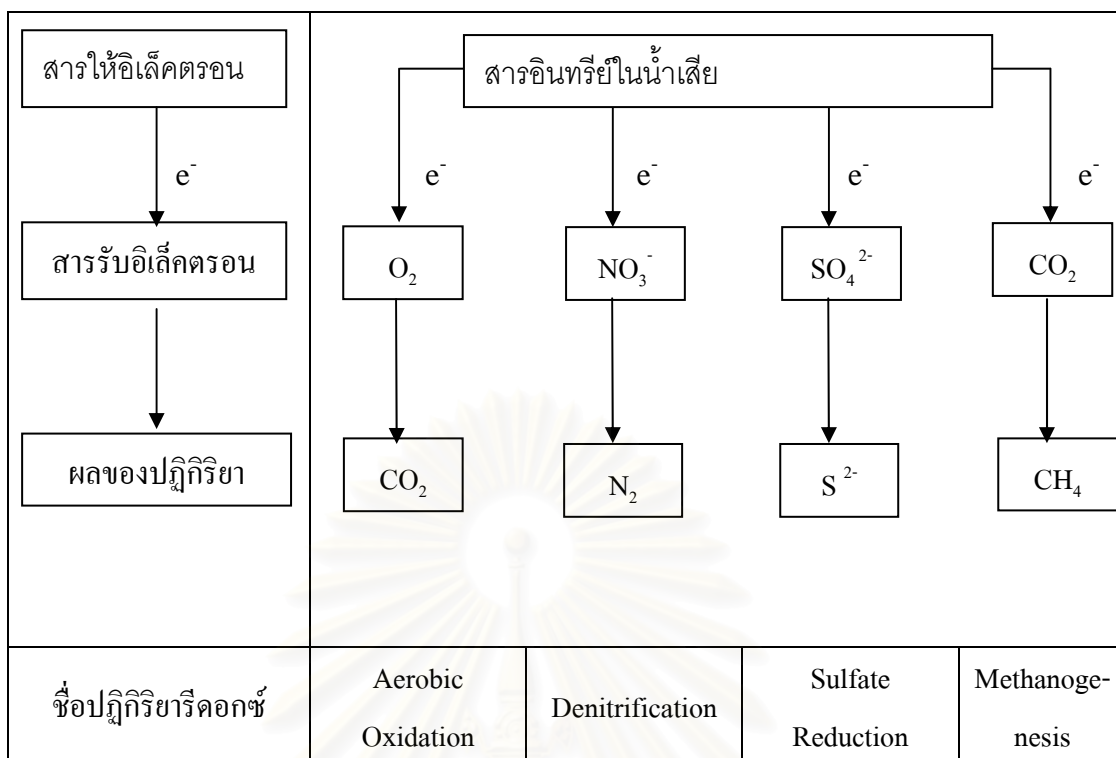 สารให้อิเล็คตรอน
สารอินทรีย์ในน้ำเสีย
e⁻ e⁻ e⁻ e⁻ e⁻
สารรับอิเล็คตรอน
O₂ NO₃⁻ SO₄²⁻ CO₂
ผลของปฏิกิริยา
CO₂ N₂ S²⁻ CH₄
ชื่อปฏิกิริยารีดอกซ์
Aerobic
Oxidation
Denitrification
Sulfate
Reduction
Methanoge-
nesis